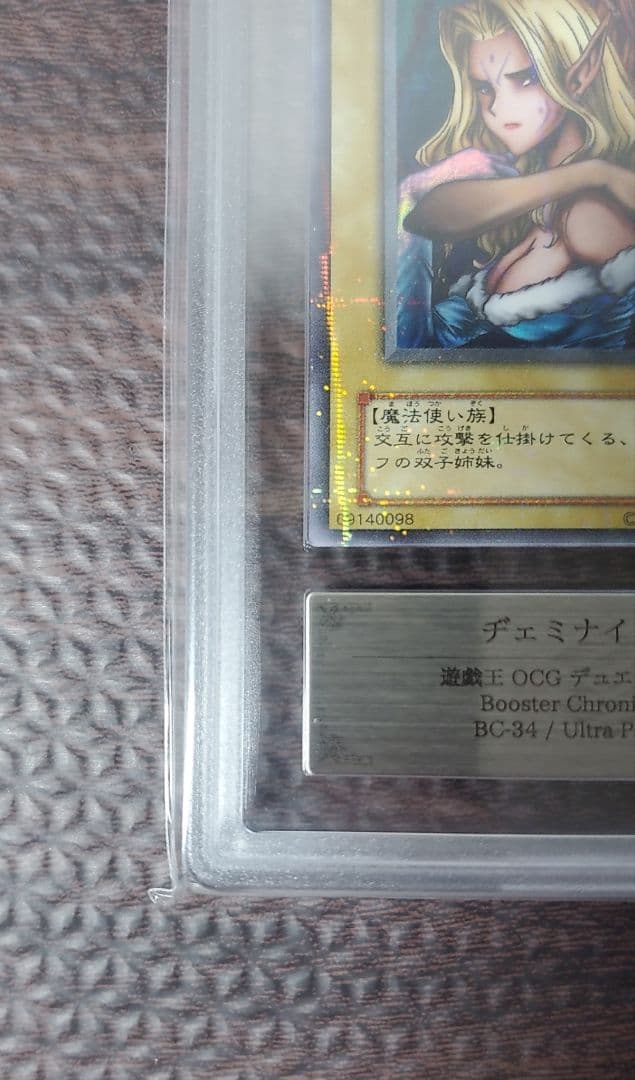 【魔法使い族】
交互に攻撃を仕掛けてくる、
フの双子姉妹。
69140098
©
ヂェミナイ
遊戯王 OCG デュエ
Booster Chroni
BC-34 / Ultra P